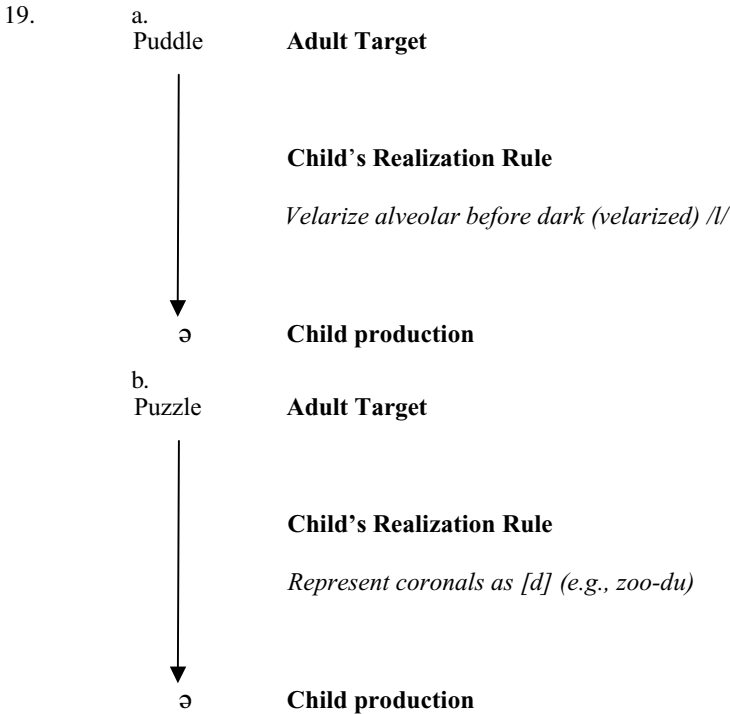 19. a.
Puddle Adult Target
Child's Realization Rule
Velarize alveolar before dark (velarized) /l/
ə Child production
b.
Puzzle Adult Target
Child’s Realization Rule
Represent coronals as [d] (e.g., zoo-du)
ə Child production